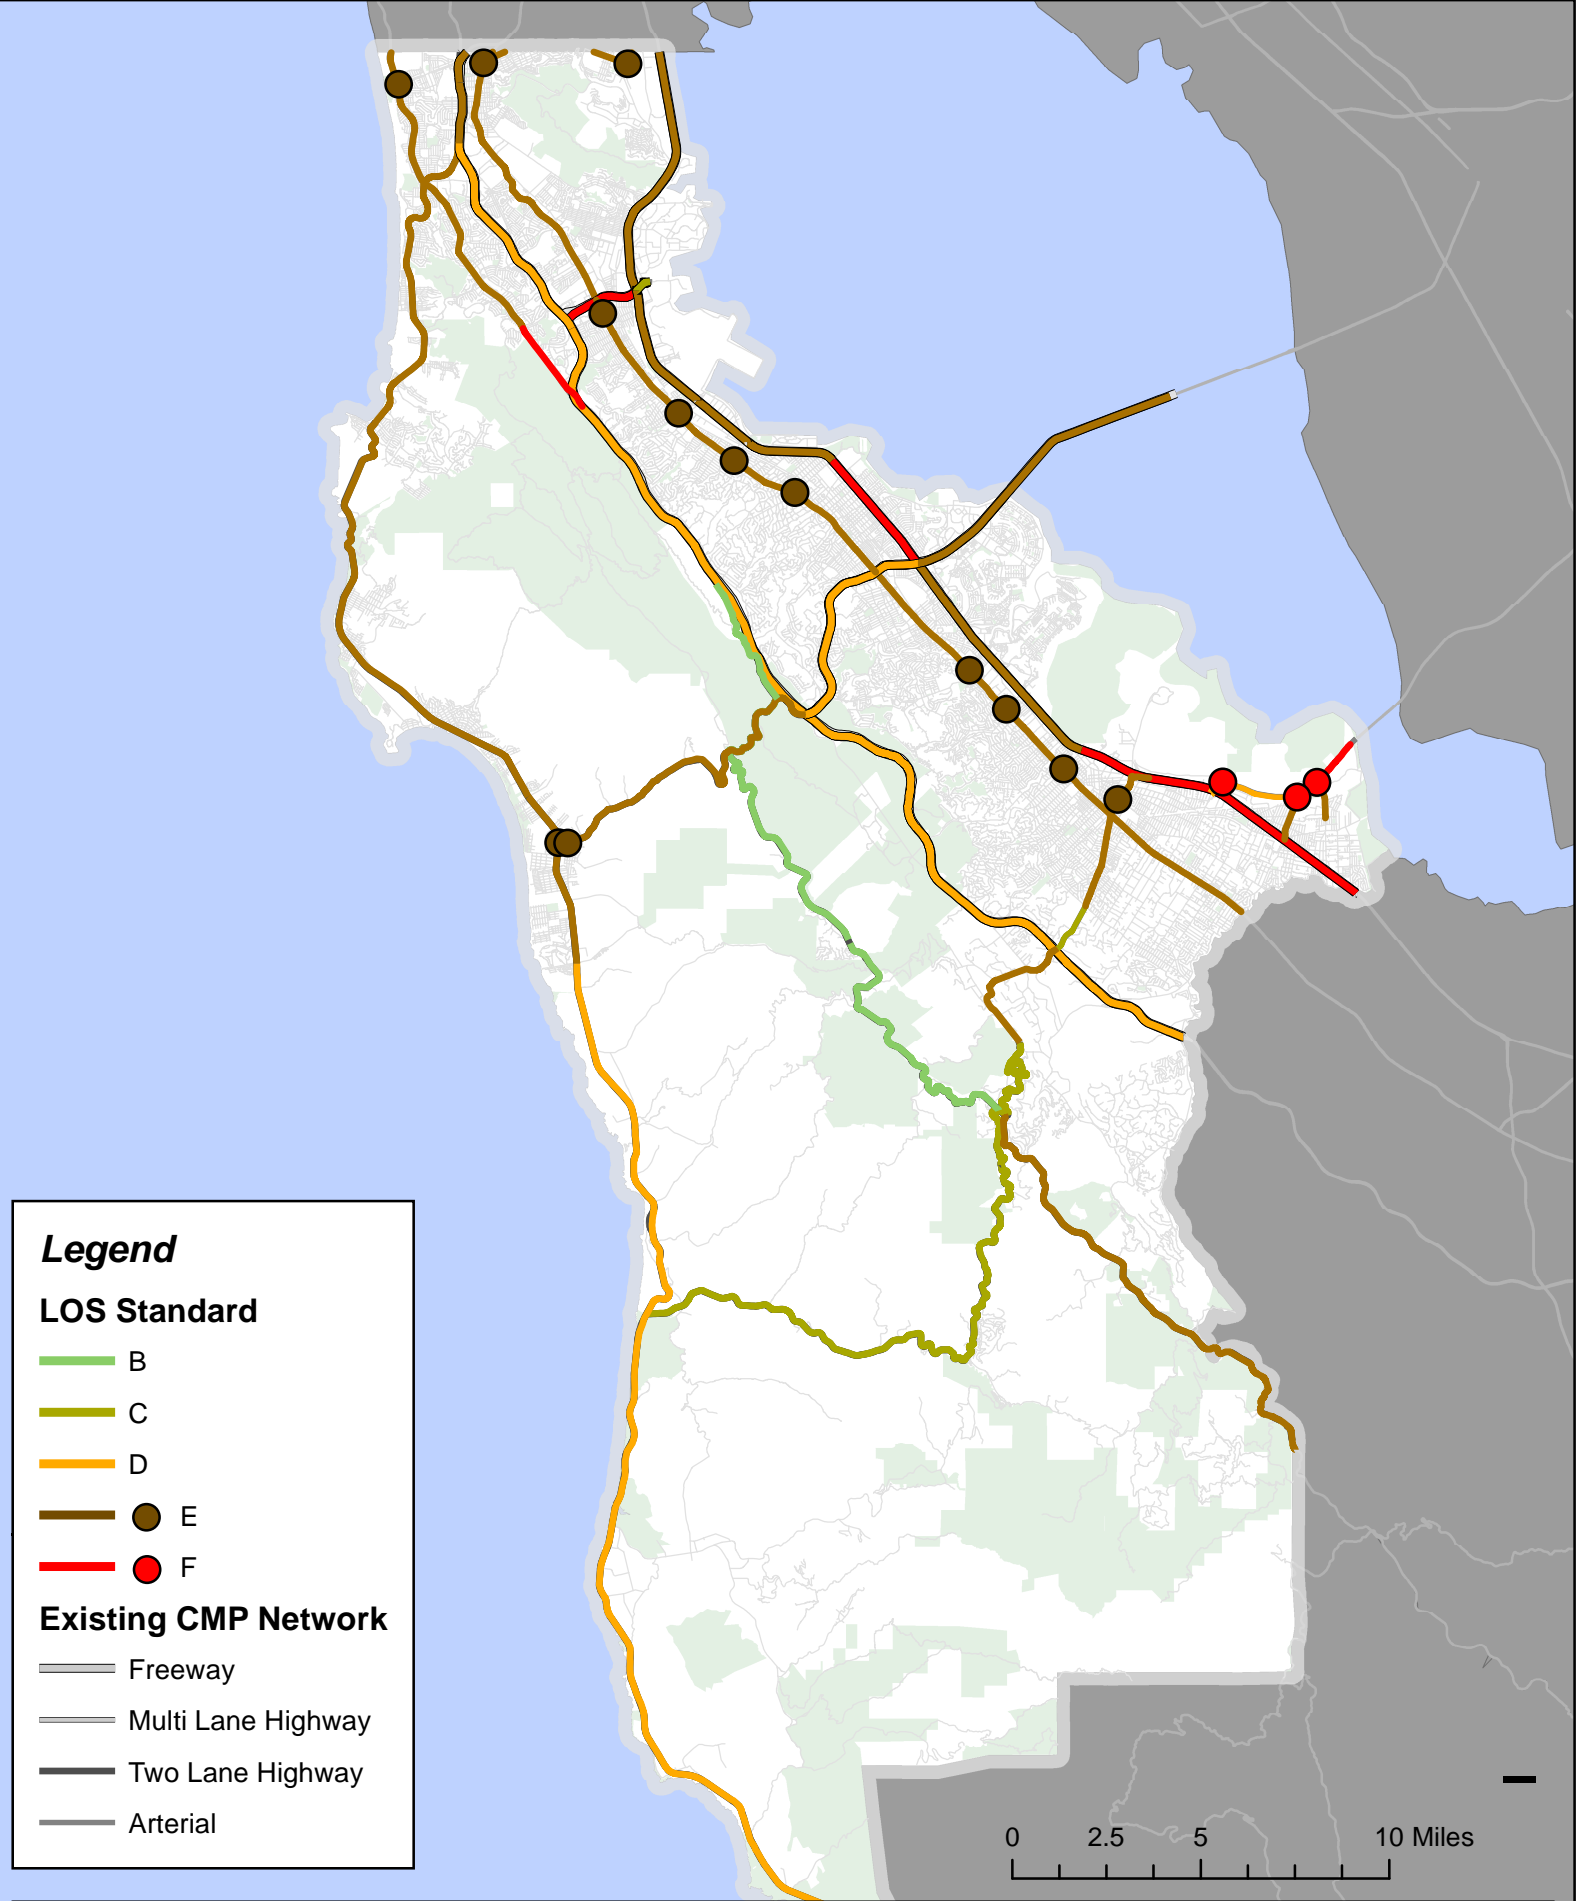 Legend
LOS Standard
B
C
D
E
F
Existing CMP Network
Freeway
Multi Lane Highway
Two Lane Highway
Arterial
0 2.5 5 10 Miles